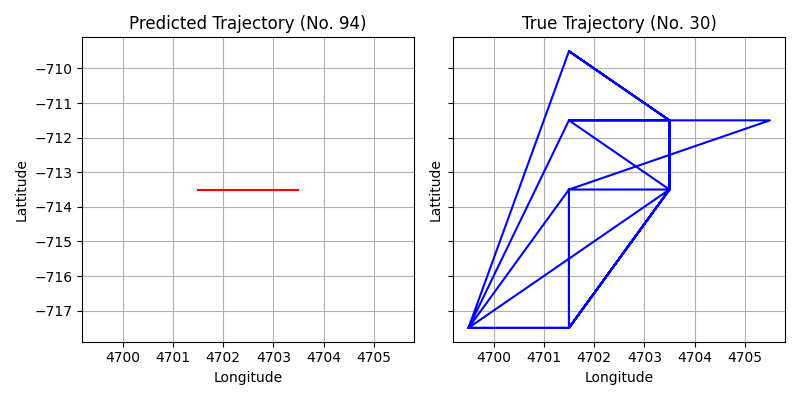 Predicted Trajectory (No. 94)
True Trajectory (No. 30)
Lattitude
−710
−711
−712
−713
−714
−715
−716
−717
4700 4701 4702 4703 4704 4705
Longitude
Lattitude
4700 4701 4702 4703 4704 4705
Longitude